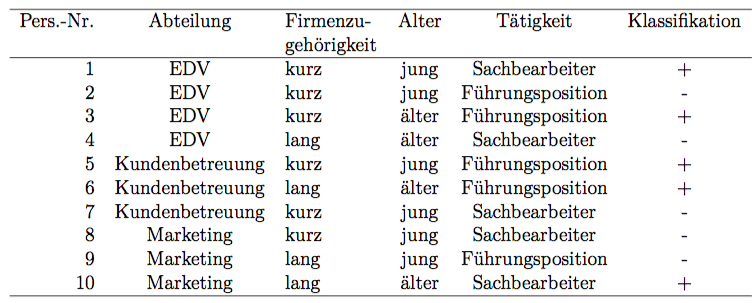 Pers.-Nr. Abteilung Firmenzu- Alter Tätigkeit Klassifikation
gehörigkeit
1 EDV kurz jung Sachbearbeiter +
2 EDV kurz jung Führungsposition -
3 EDV kurz älter Führungsposition +
4 EDV lang älter Sachbearbeiter -
5 Kundenbetreuung kurz jung Führungsposition +
6 Kundenbetreuung lang älter Führungsposition +
7 Kundenbetreuung kurz jung Sachbearbeiter -
8 Marketing kurz jung Sachbearbeiter -
9 Marketing lang jung Führungsposition -
10 Marketing lang älter Sachbearbeiter +